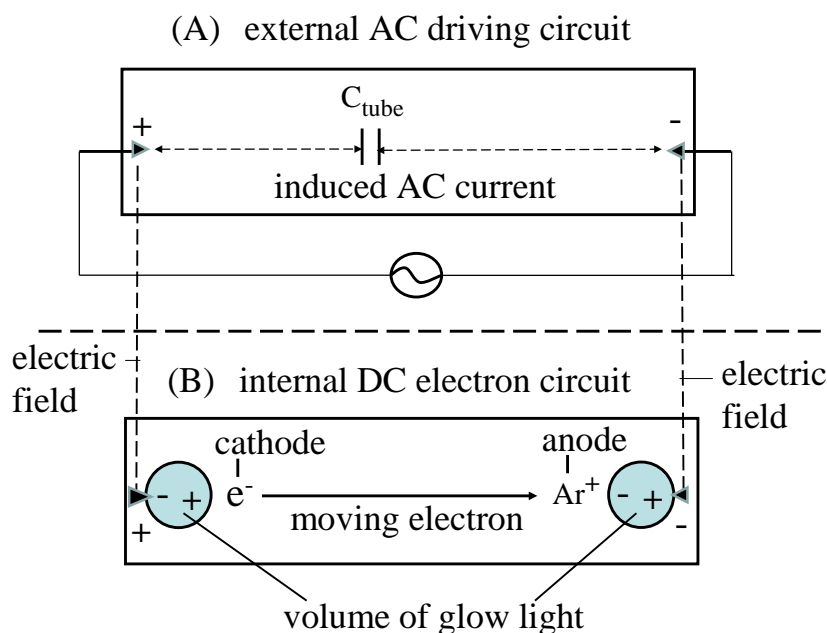 (A) external AC driving circuit
C_tube
+ -
induced AC current
electric field
electric field
(B) internal DC electron circuit
cathode
anode
- + e⁻
Ar⁺ - +
moving electron
+ -
volume of glow light